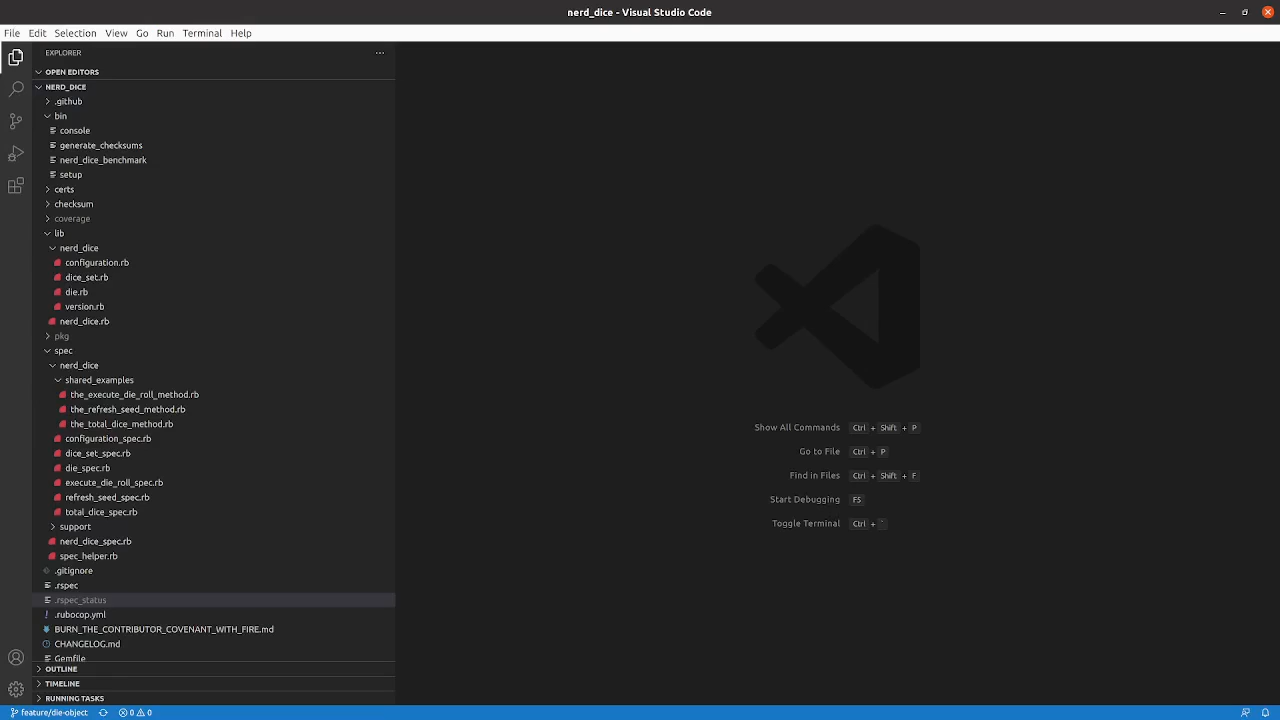 nerd_dice - Visual Studio Code
File Edit Selection View Go Run Terminal Help
EXPLORER
OPEN EDITORS
NERD_DICE
.github
bin
console
generate_checksums
nerd_dice_benchmark
setup
certs
checksum
coverage
lib
nerd_dice
configuration.rb
dice_set.rb
die.rb
version.rb
nerd_dice.rb
pkg
spec
nerd_dice
shared_examples
the_execute_die_roll_method.rb
the_refresh_seed_method.rb
the_total_dice_method.rb
configuration_spec.rb
dice_set_spec.rb
die_spec.rb
execute_die_roll_spec.rb
refresh_seed_spec.rb
total_dice_spec.rb
support
nerd_dice_spec.rb
spec_helper.rb
.gitignore
.rspec
.rspec_status
.rubocop.yml
BURN_THE_CONTRIBUTOR_COVENANT_WITH_FIRE.md
CHANGELOG.md
Gemfile
OUTLINE
TIMELINE
RUNNING TASKS
Show All Commands Ctrl + Shift + P
Go to File Ctrl + P
Find in Files Ctrl + Shift + F
Start Debugging F5
Toggle Terminal Ctrl + `
feature/die-object 0 0